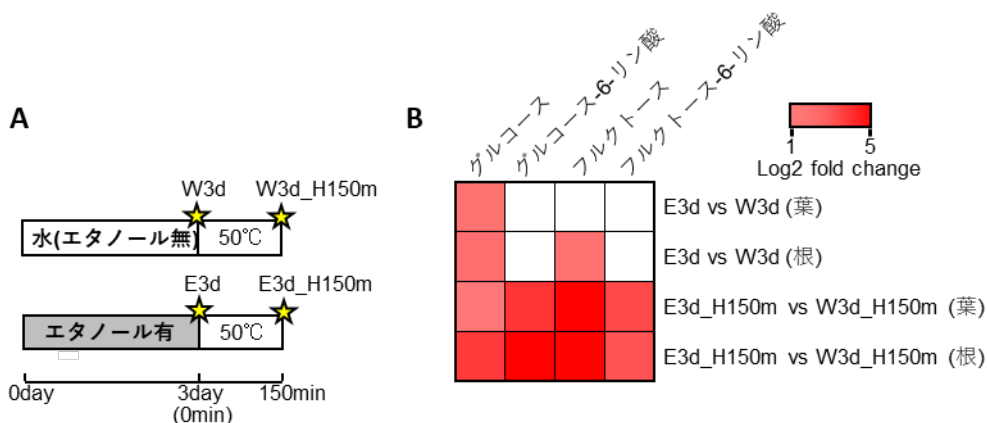 A
W3d W3d_H150m
水(エタノール無) 50℃
E3d E3d_H150m
エタノール有 50℃
0day 3day 150min
(0min)
B
グルコース
グルコース-6-リン酸
フルクトース
フルクトース-6-リン酸
1 5
Log2 fold change
E3d vs W3d (葉)
E3d vs W3d (根)
E3d_H150m vs W3d_H150m (葉)
E3d_H150m vs W3d_H150m (根)